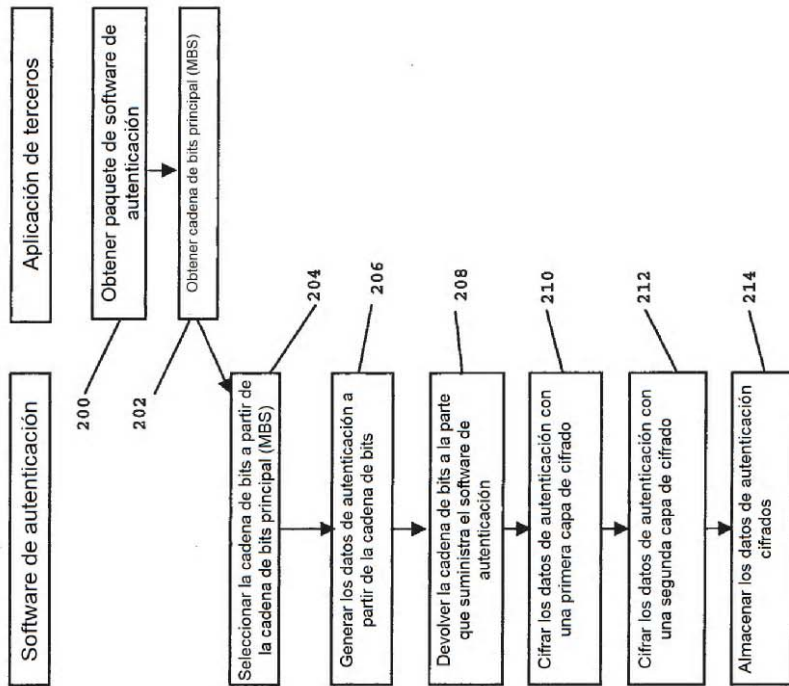 Software de autenticación
Aplicación de terceros
200
Obtener paquete de software de
autenticación
202
Obtener cadena de bits principal (MBS)
Seleccionar la cadena de bits a partir de
la cadena de bits principal (MBS)
204
Generar los datos de autenticación a
partir de la cadena de bits
206
Devolver la cadena de bits a la parte
que suministra el software de
autenticación
208
Cifrar los datos de autenticación con
una primera capa de cifrado
210
Cifrar los datos de autenticación con
una segunda capa de cifrado
212
Almacenar los datos de autenticación
cifrados
214